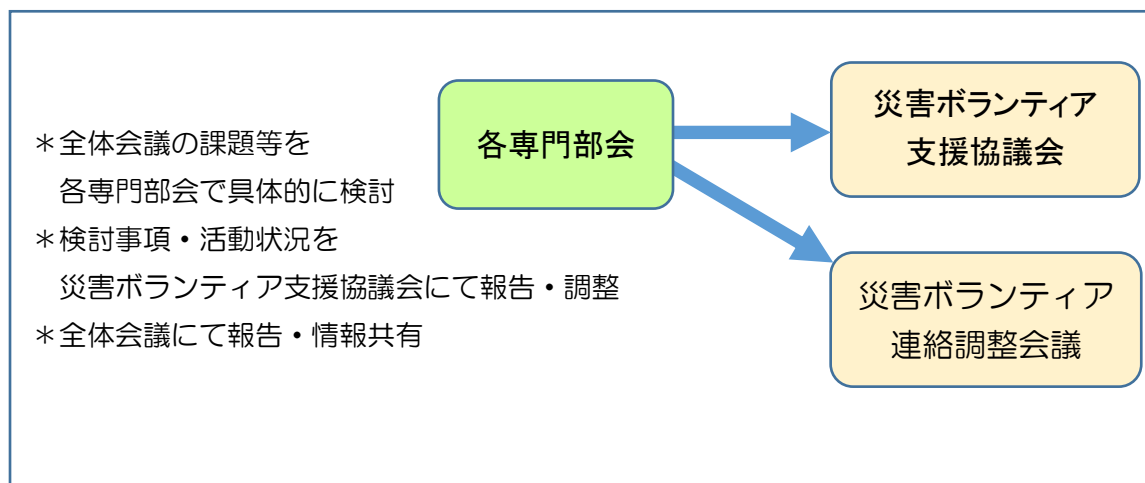 ＊全体会議の課題等を
各専門部会で具体的に検討
＊検討事項・活動状況を
災害ボランティア支援協議会にて報告・調整
＊全体会議にて報告・情報共有
各専門部会
災害ボランティア
支援協議会
災害ボランティア
連絡調整会議